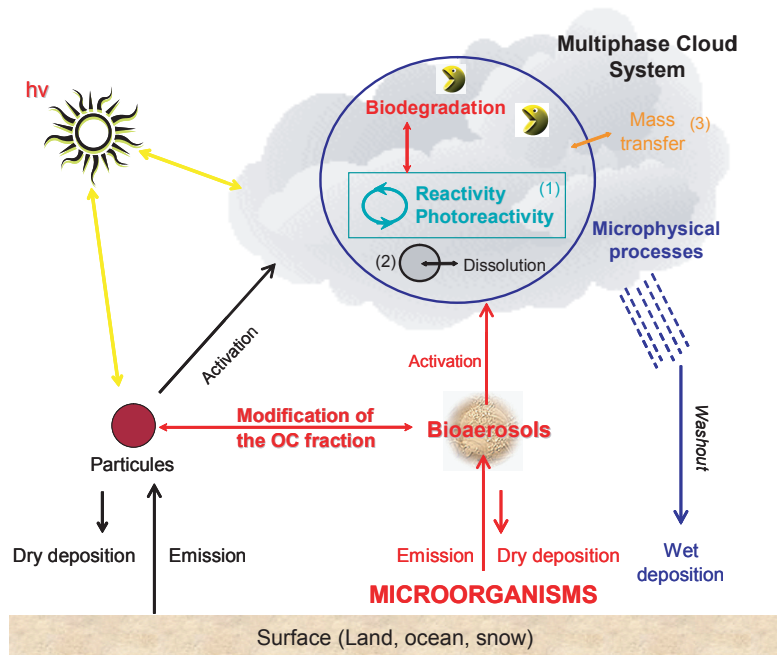 Multiphase Cloud
System
hν
Biodegradation
Mass
transfer
(3)
Reactivity
Photoreactivity
(1)
Microphysical
processes
(2)
Dissolution
Activation
Activation
Washout
Modification of
the OC fraction
Bioaerosols
Particules
Dry deposition
Emission
Emission
Dry deposition
Wet
deposition
MICROORGANISMS
Surface (Land, ocean, snow)